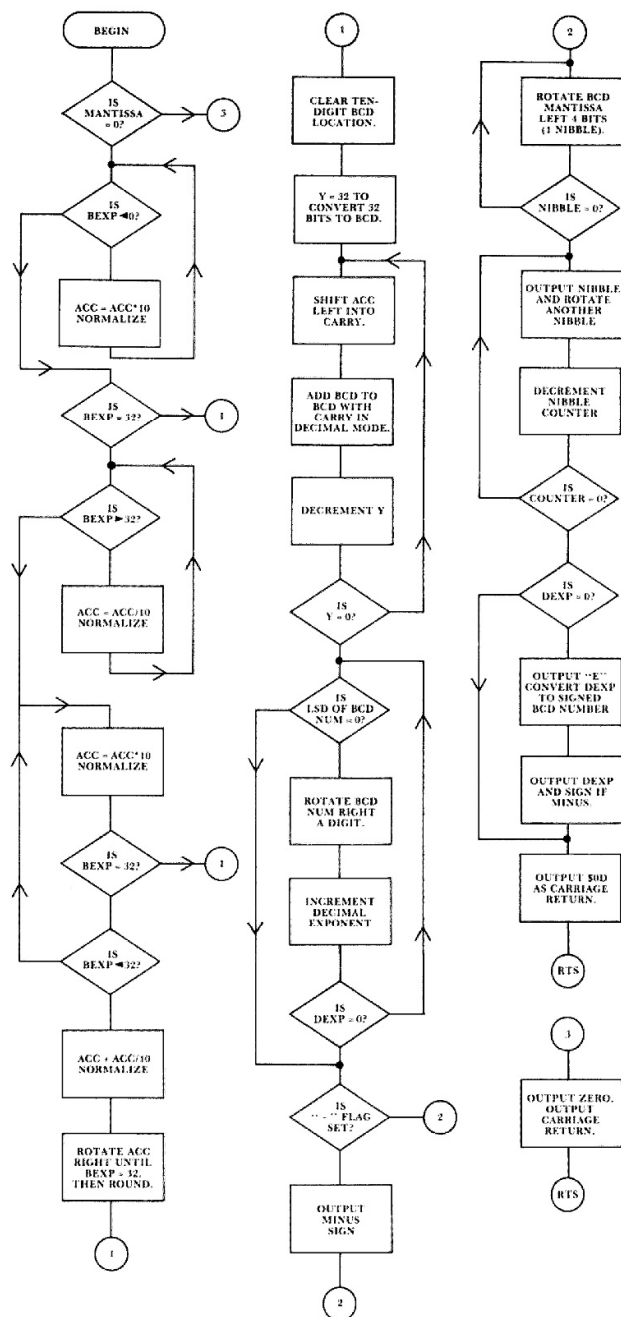 BEGIN
IS
MANTISSA
= 0?
3
IS
BEXP <0?
ACC = ACC*10
NORMALIZE
IS
BEXP = 32?
1
IS
BEXP >32?
ACC = ACC/10
NORMALIZE
ACC = ACC*10
NORMALIZE
IS
BEXP = 32?
1
IS
BEXP <32?
ACC + ACC/10
NORMALIZE
ROTATE ACC
RIGHT UNTIL
BEXP = 32,
THEN ROUND.
1
1
CLEAR TEN-
DIGIT BCD
LOCATION.
Y = 32 TO
CONVERT 32
BITS TO BCD.
SHIFT ACC
LEFT INTO
CARRY.
ADD BCD TO
BCD WITH
CARRY IN
DECIMAL MODE.
DECREMENT Y
IS
Y = 0?
IS
LSD OF BCD
NUM = 0?
ROTATE BCD
NUM RIGHT
A DIGIT.
INCREMENT
DECIMAL
EXPONENT
IS
DEXP = 0?
IS
"-" FLAG
SET?
2
OUTPUT
MINUS
SIGN
2
2
ROTATE BCD
MANTISSA
LEFT 4 BITS
(1 NIBBLE).
IS
NIBBLE = 0?
OUTPUT NIBBLE
AND ROTATE
ANOTHER
NIBBLE
DECREMENT
NIBBLE
COUNTER
IS
COUNTER = 0?
IS
DEXP = 0?
OUTPUT "E"
CONVERT DEXP
TO SIGNED
BCD NUMBER
OUTPUT DEXP
AND SIGN IF
MINUS.
OUTPUT $0D
AS CARRIAGE
RETURN.
RTS
3
OUTPUT ZERO.
OUTPUT
CARRIAGE
RETURN.
RTS